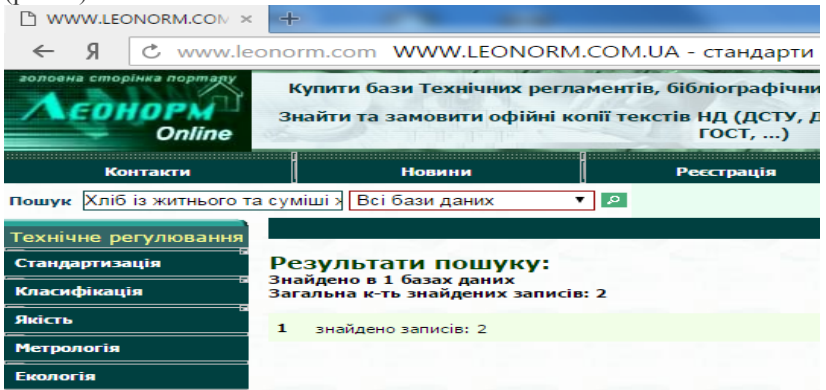 WWW.LEONORM.COM
← Я www.leonorm.com WWW.LEONORM.COM.UA - стандарти
головна сторінка порталу
ЛЕОНОРМ
Online
Купити бази Технічних регламентів, бібліографічни
Знайти та замовити офіційні копії текстів НД (ДСТУ, Д
ГОСТ, ...)
Контакти Новини Реєстрація
Пошук Хліб із житнього та суміші Всі бази даних
Технічне регулювання
Стандартизація
Класифікація
Якість
Метрологія
Екологія
Результати пошуку:
Знайдено в 1 базах даних
Загальна к-ть знайдених записів: 2
1 знайдено записів: 2